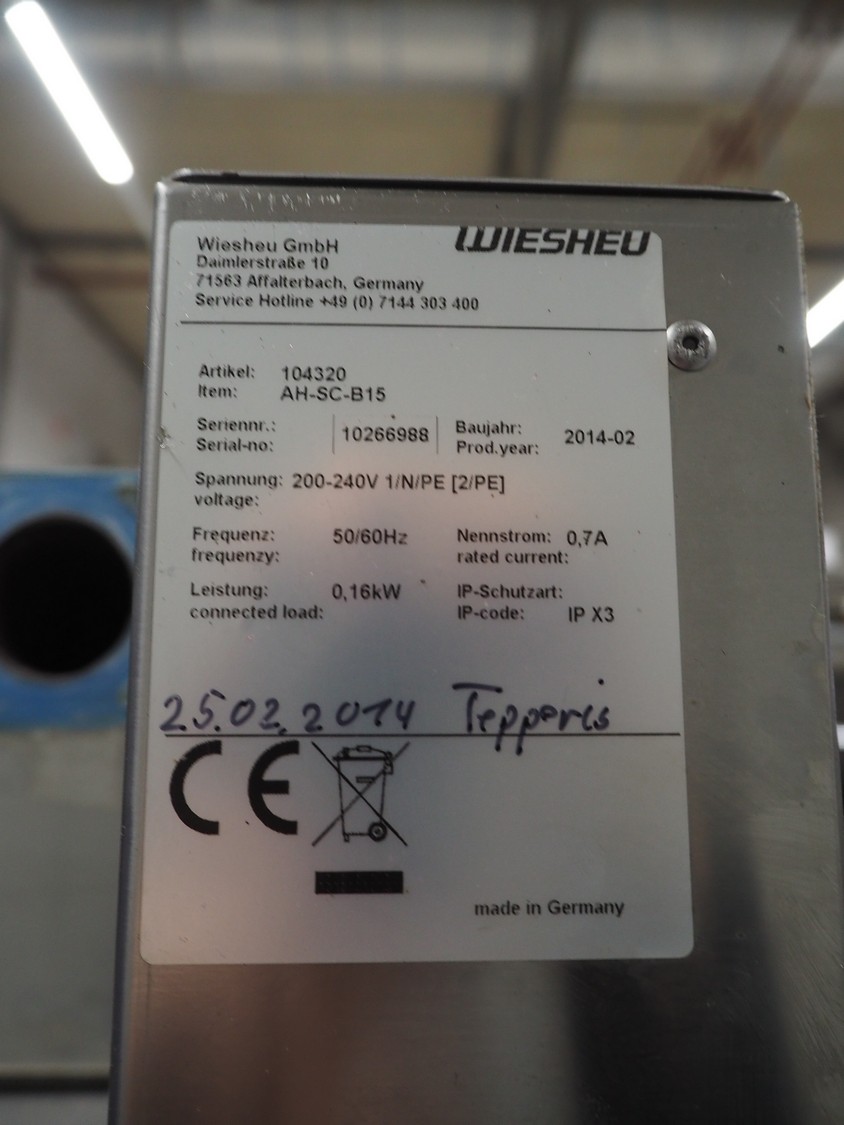 Wiesheu GmbH
WIESHEU
Daimlerstraße 10
71563 Affalterbach, Germany
Service Hotline +49 (0) 7144 303 400
Artikel: 104320
Item: AH-SC-B15
Seriennr.:
Serial-no: 10266988
Baujahr:
Prod.year: 2014-02
Spannung: 200-240V 1/N/PE [2/PE]
voltage:
Frequenz: 50/60Hz
frequenzy:
Nennstrom: 0,7A
rated current:
Leistung: 0,16kW
connected load:
IP-Schutzart:
IP-code: IP X3
25.02.2014
CE
made in Germany